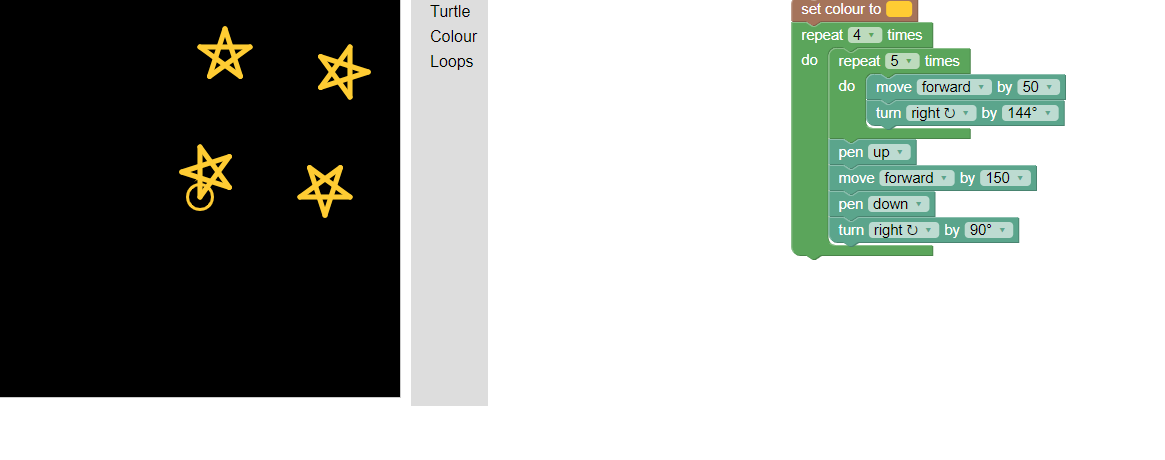 Turtle
Colour
Loops
set colour to
repeat 4 times
do repeat 5 times
do move forward by 50
turn right ↻ by 144°
pen up
move forward by 150
pen down
turn right ↻ by 90°